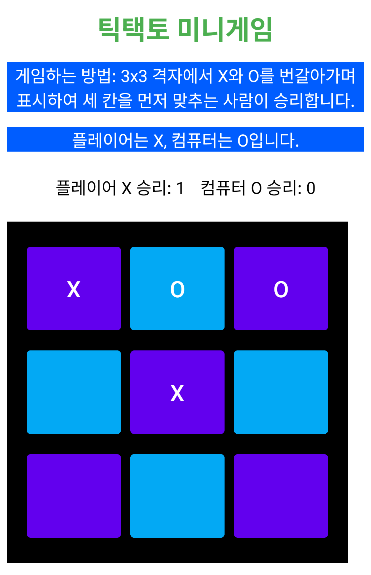 틱택토 미니게임
게임하는 방법: 3x3 격자에서 X와 O를 번갈아가며
표시하여 세 칸을 먼저 맞추는 사람이 승리합니다.
플레이어는 X, 컴퓨터는 O입니다.
플레이어 X 승리: 1 컴퓨터 O 승리: 0
X O O
X